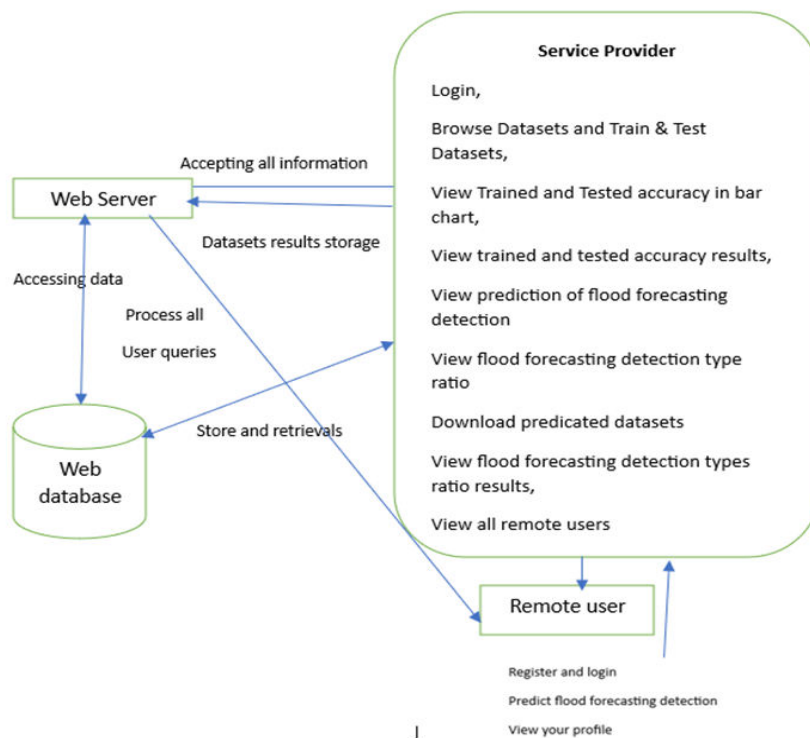 Service Provider
Login,
Browse Datasets and Train & Test
Datasets,
View Trained and Tested accuracy in bar
chart,
View trained and tested accuracy results,
View prediction of flood forecasting
detection
View flood forecasting detection type
ratio
Download predicated datasets
View flood forecasting detection types
ratio results,
View all remote users
Accepting all information
Web Server
Datasets results storage
Accessing data
Process all
User queries
Store and retrievals
Web
database
Remote user
Register and login
Predict flood forecasting detection
View your profile